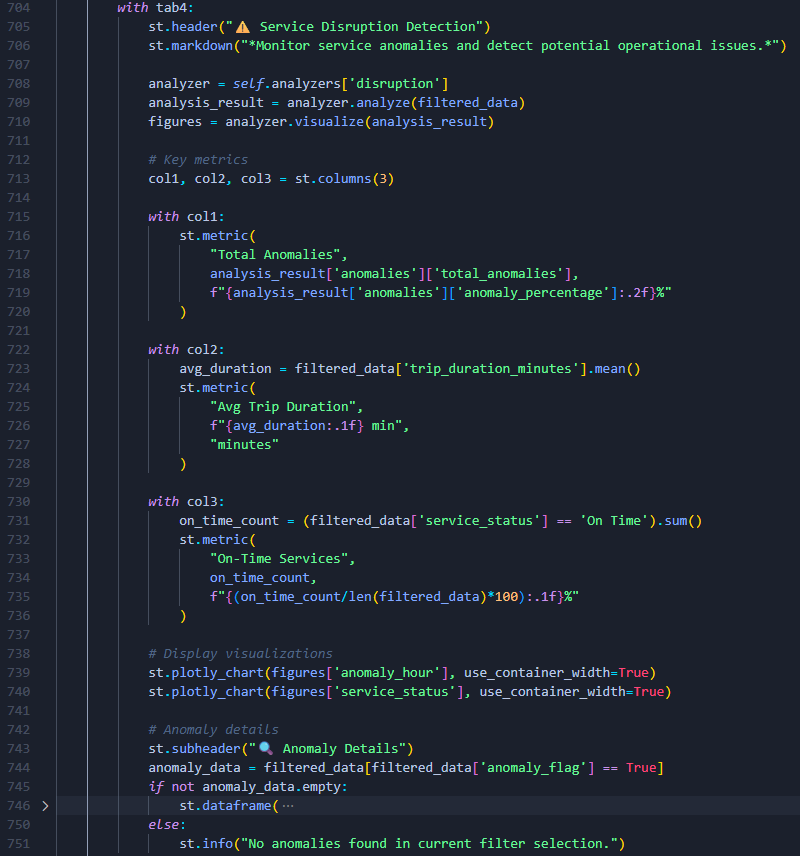 704 with tab4:
705 st.header("⚠️ Service Disruption Detection")
706 st.markdown("*Monitor service anomalies and detect potential operational issues.*")
707
708 analyzer = self.analyzers['disruption']
709 analysis_result = analyzer.analyze(filtered_data)
710 figures = analyzer.visualize(analysis_result)
711
712 # Key metrics
713 col1, col2, col3 = st.columns(3)
714
715 with col1:
716 st.metric(
717 "Total Anomalies",
718 analysis_result['anomalies']['total_anomalies'],
719 f"{analysis_result['anomalies']['anomaly_percentage']:.2f}%"
720 )
721
722 with col2:
723 avg_duration = filtered_data['trip_duration_minutes'].mean()
724 st.metric(
725 "Avg Trip Duration",
726 f"{avg_duration:.1f} min",
727 "minutes"
728 )
729
730 with col3:
731 on_time_count = (filtered_data['service_status'] == 'On Time').sum()
732 st.metric(
733 "On-Time Services",
734 on_time_count,
735 f"{(on_time_count/len(filtered_data)*100):.1f}%"
736 )
737
738 # Display visualizations
739 st.plotly_chart(figures['anomaly_hour'], use_container_width=True)
740 st.plotly_chart(figures['service_status'], use_container_width=True)
741
742 # Anomaly details
743 st.subheader("🔍 Anomaly Details")
744 anomaly_data = filtered_data[filtered_data['anomaly_flag'] == True]
745 if not anomaly_data.empty:
746 st.dataframe( ⋯
750 else:
751 st.info("No anomalies found in current filter selection.")